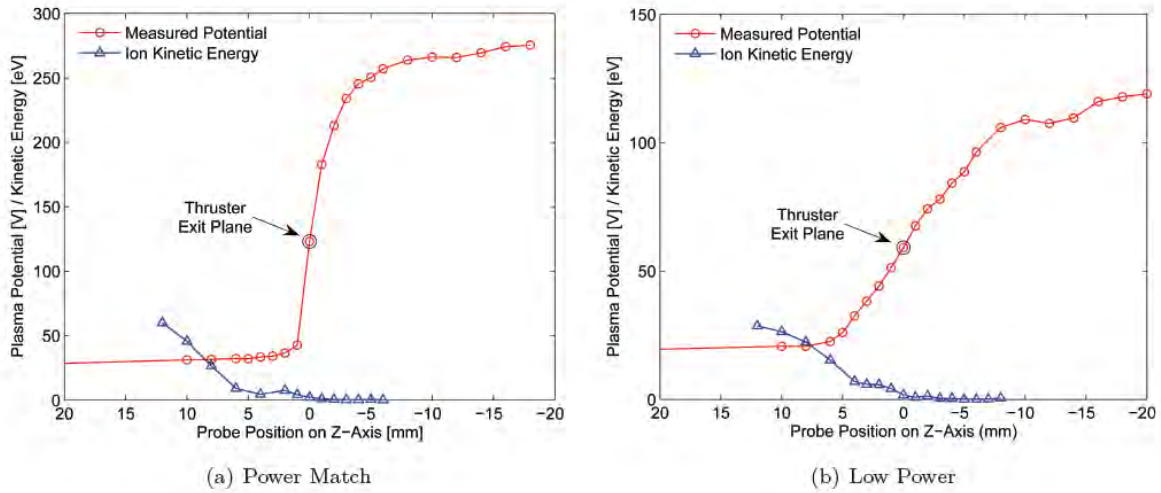 300
250
200
150
100
50
0
Plasma Potential [V] / Kinetic Energy [eV]
Measured Potential
Ion Kinetic Energy
Thruster
Exit Plane
20 15 10 5 0 −5 −10 −15 −20
Probe Position on Z−Axis [mm]
(a) Power Match
150
100
50
0
Plasma Potential [V] / Kinetic Energy [eV]
Measured Potential
Ion Kinetic Energy
Thruster
Exit Plane
20 15 10 5 0 −5 −10 −15 −20
Probe Position on Z−Axis (mm)
(b) Low Power